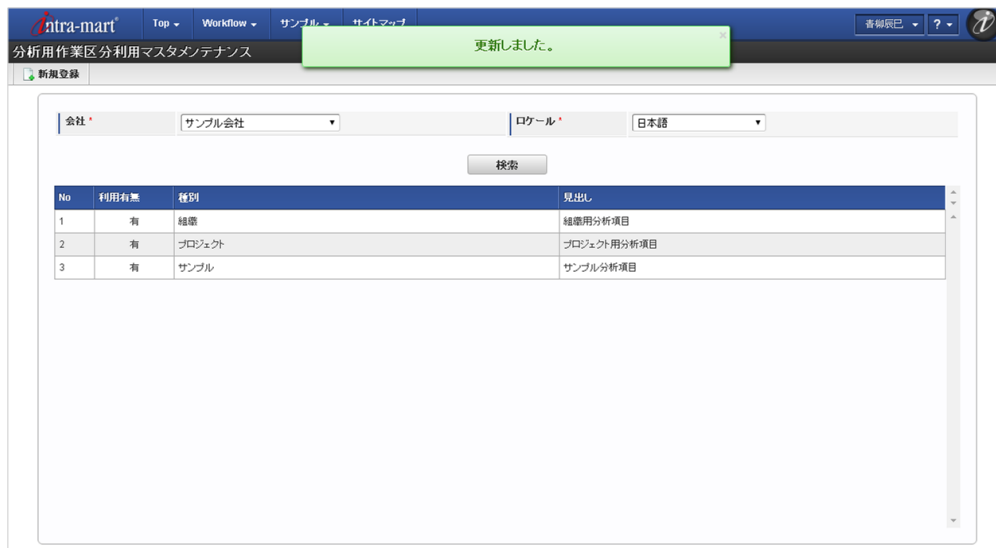 intra-mart Top Workflow サンプル サイトマップ 青柳辰巳 ?
更新しました。 ×
分析用作業区分利用マスタメンテナンス
新規登録
会社 * サンプル会社 ロケール * 日本語
検索
No 利用有無 種別 見出し
1 有 組織 組織用分析項目
2 有 プロジェクト プロジェクト用分析項目
3 有 サンプル サンプル分析項目